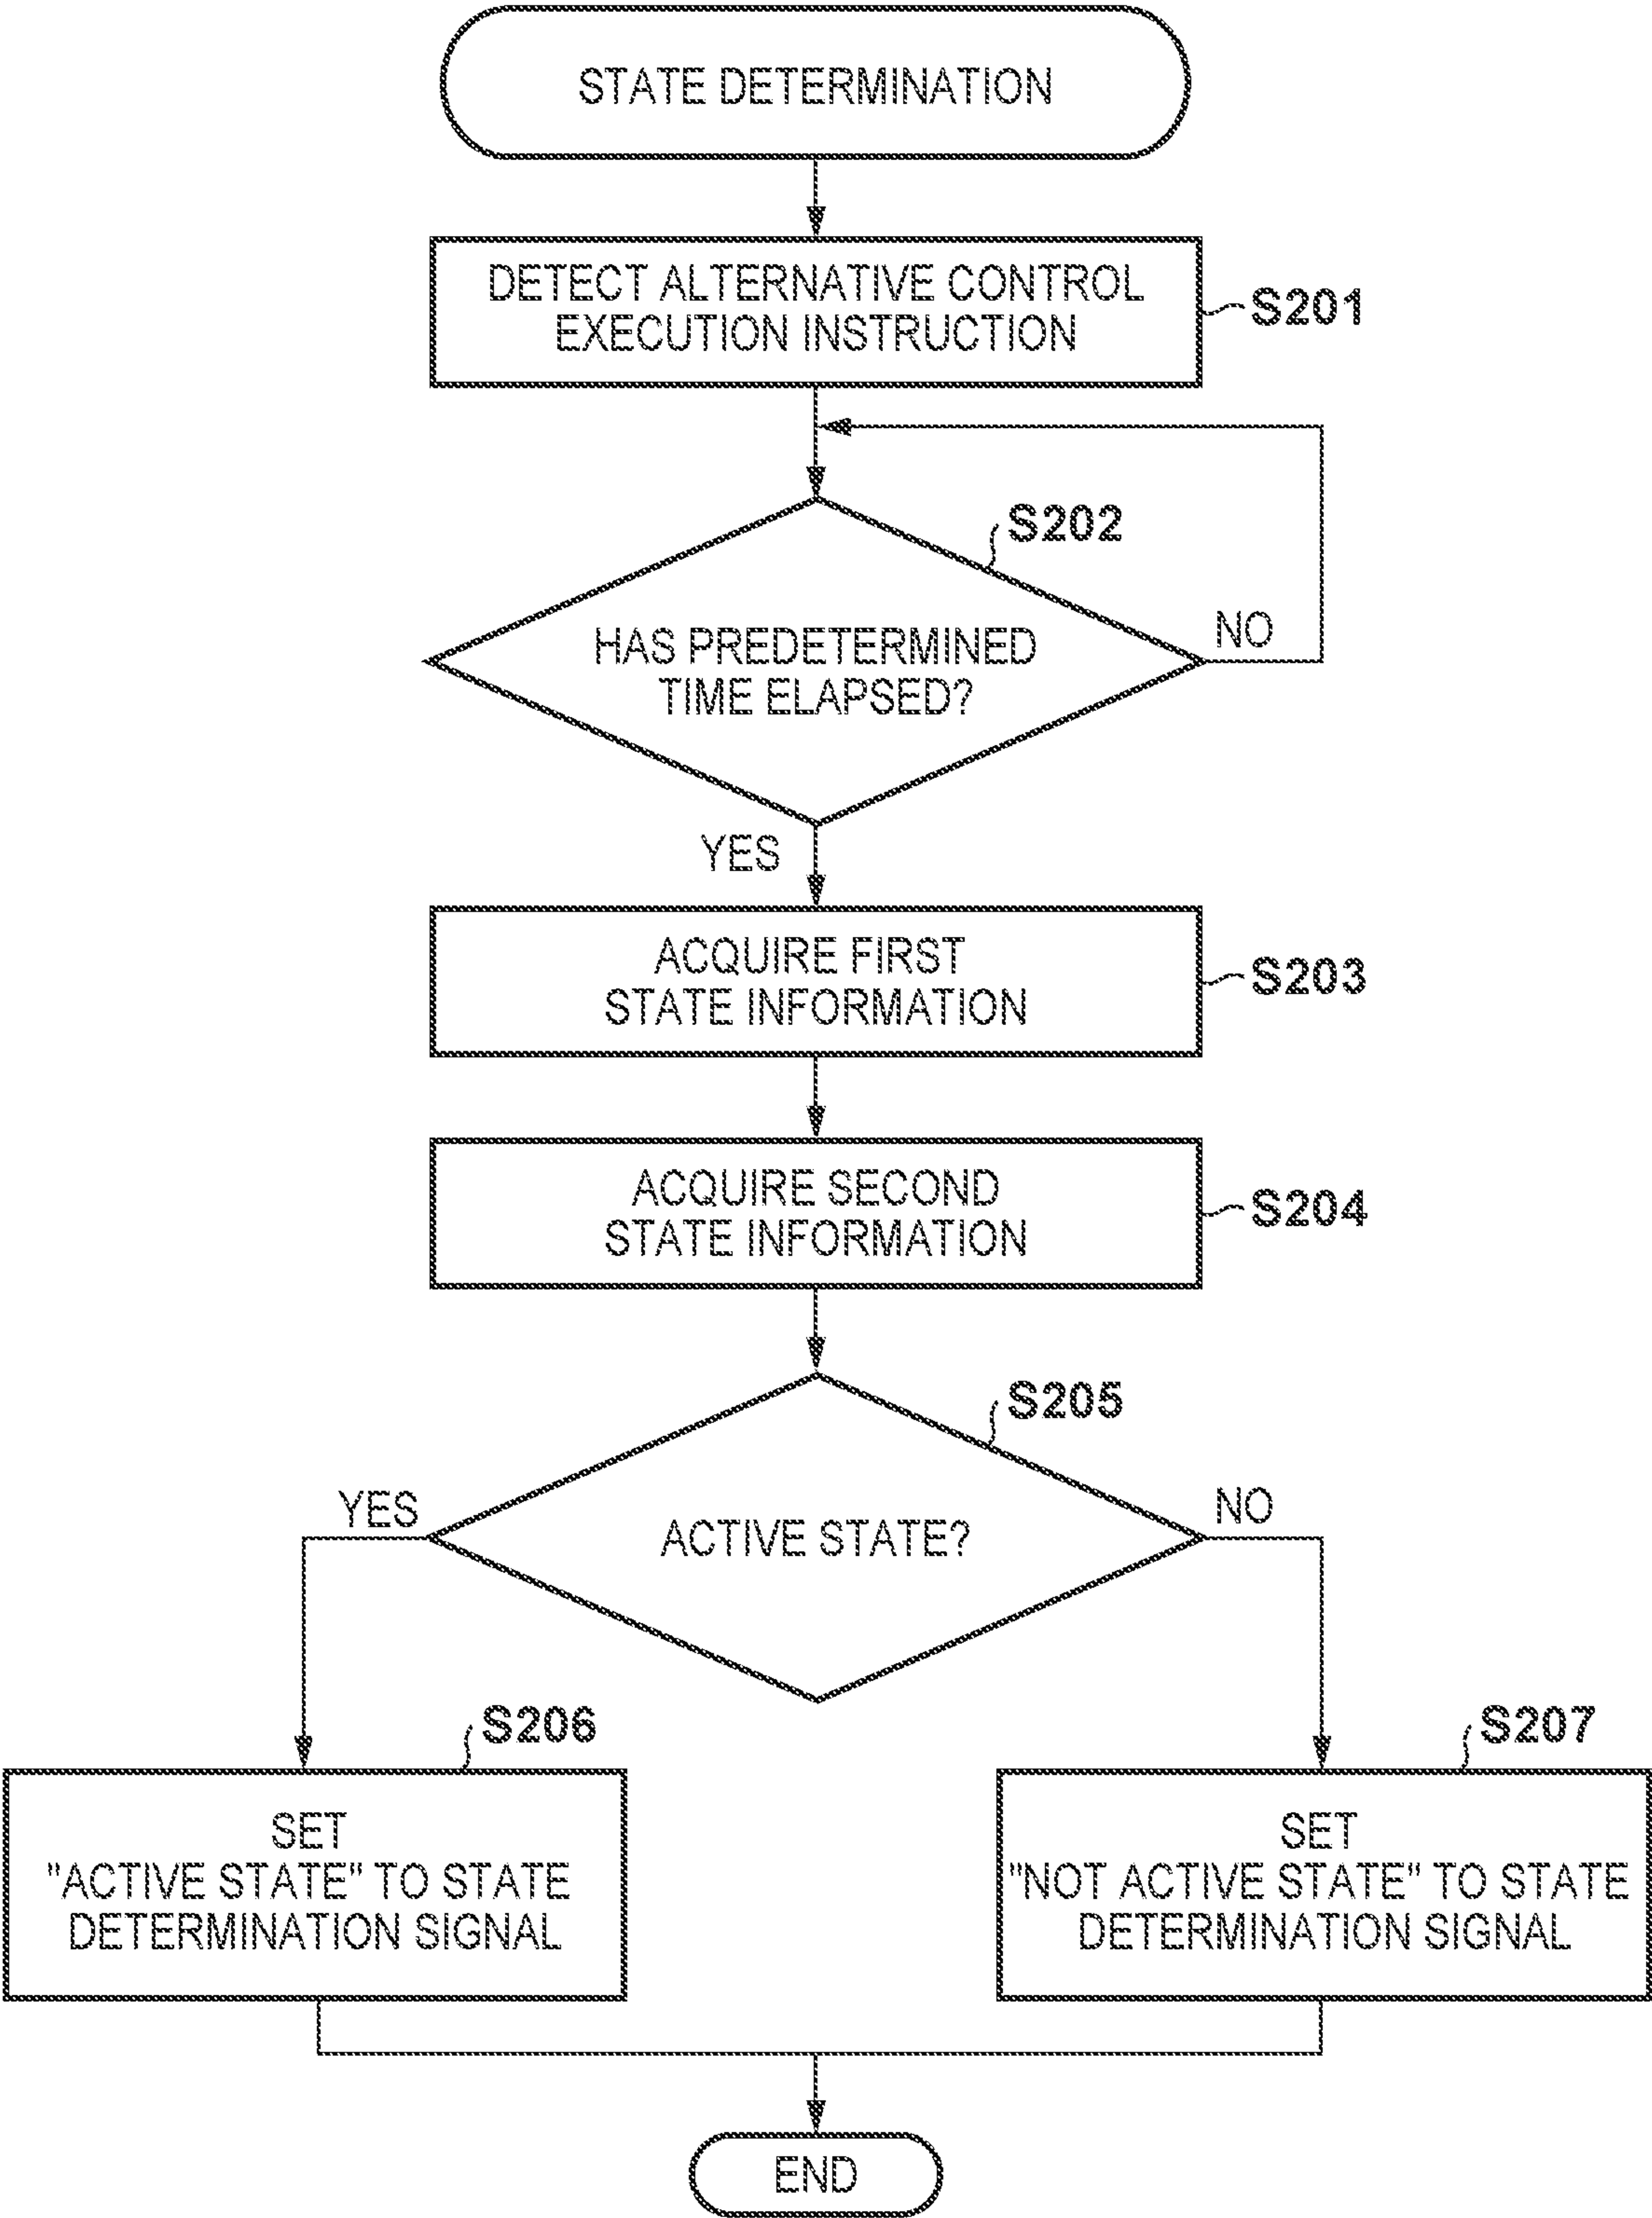 STATE DETERMINATION
DETECT ALTERNATIVE CONTROL
EXECUTION INSTRUCTION
S201
S202
HAS PREDETERMINED
TIME ELAPSED?
NO
YES
ACQUIRE FIRST
STATE INFORMATION
S203
ACQUIRE SECOND
STATE INFORMATION
S204
S205
ACTIVE STATE?
YES
NO
S206
SET
"ACTIVE STATE" TO STATE
DETERMINATION SIGNAL
S207
SET
"NOT ACTIVE STATE" TO STATE
DETERMINATION SIGNAL
END